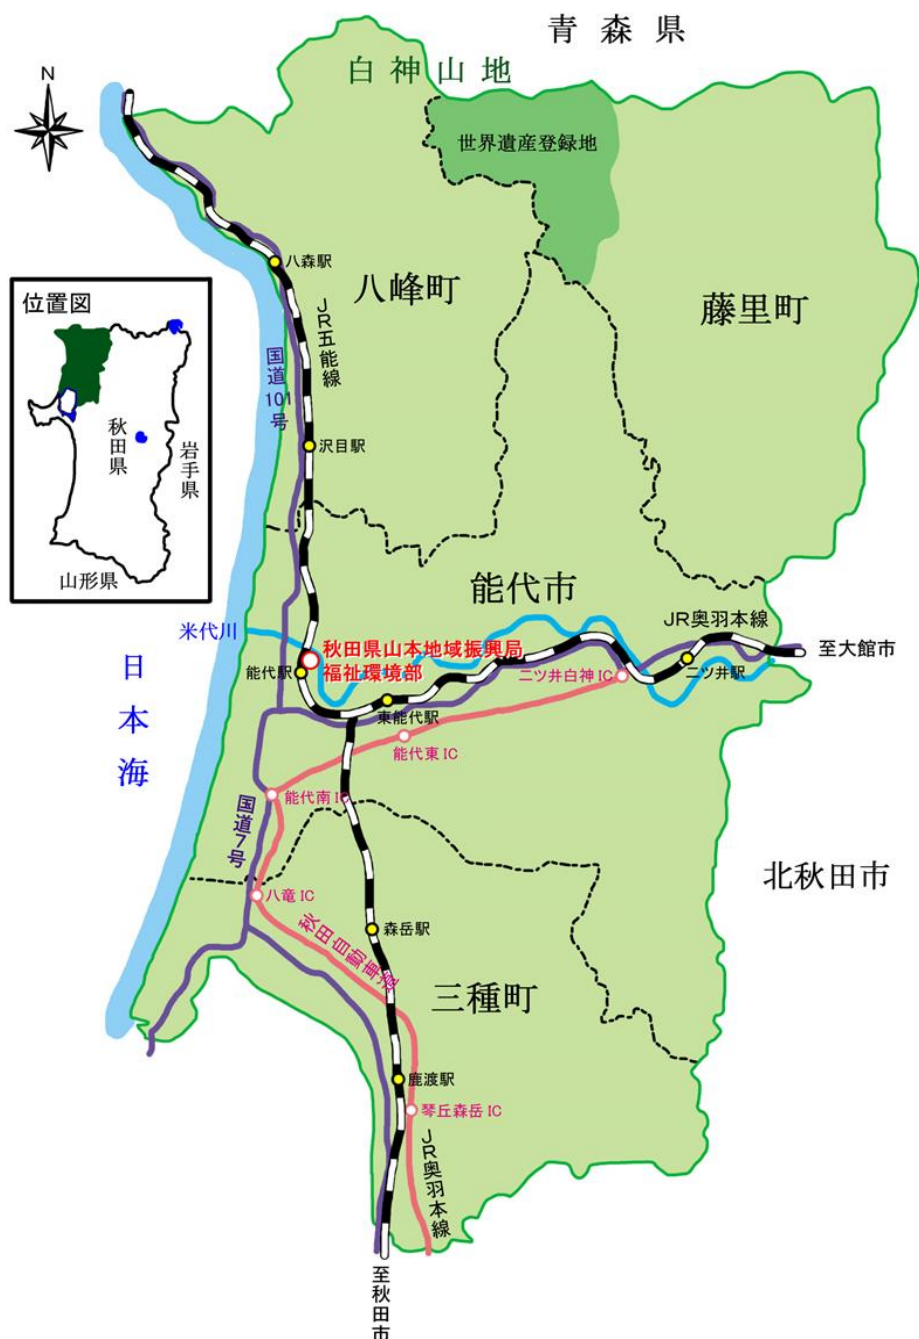 青森県
白神山地
N
世界遺産登録地
八森駅
八峰町
藤里町
位置図
秋田県
岩手県
山形県
JR五能線
国道101号
沢目駅
能代市
米代川
JR奥羽本線
至大館市
秋田県山本地域振興局
福祉環境部
能代駅
二ツ井白神IC
二ツ井駅
日本海
東能代駅
能代東IC
能代南IC
国道7号
北秋田市
八竜IC
森岳駅
秋田自動車道
三種町
鹿渡駅
琴丘森岳IC
JR奥羽本線
至秋田市